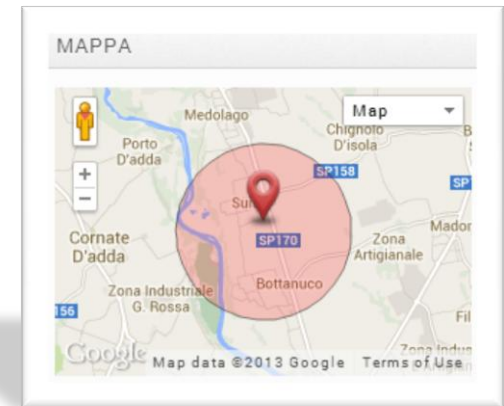 MAPPA
Map
Medolago
Chignolo
D'isola
Porto
D'adda
SP158
SP
Cornate
D'adda
SP170
Zona
Artigianale
Zona Industriale
G. Rossa
Bottanuco
156
Google
Map data ©2013 Google
Terms of Use